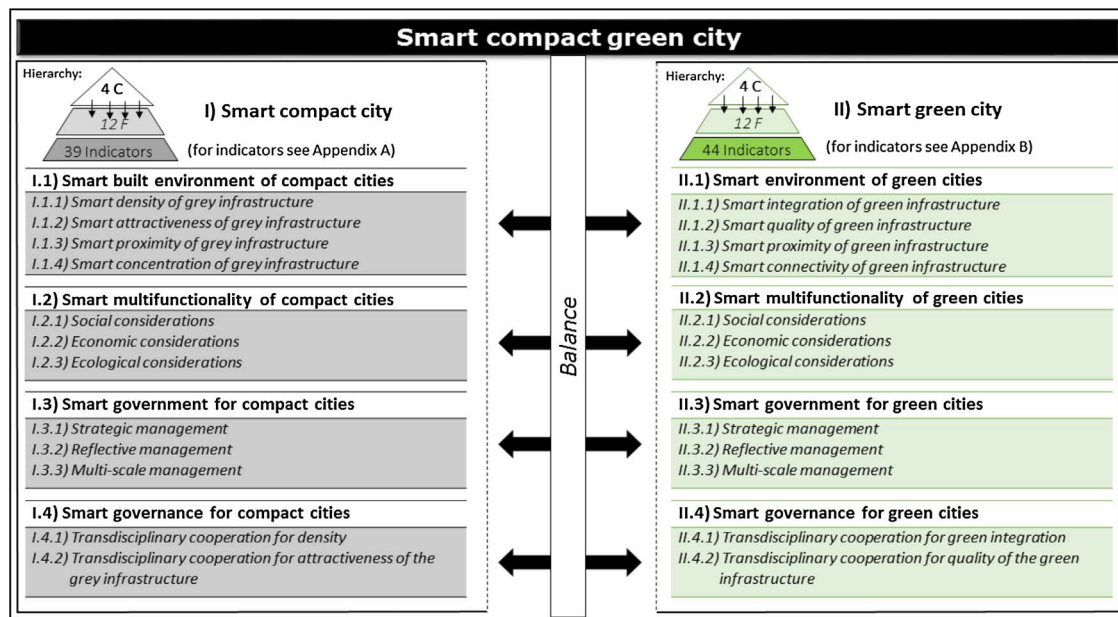 Smart compact green city
Hierarchy:
4 C
12 F
39 Indicators
I) Smart compact city
(for indicators see Appendix A)
I.1) Smart built environment of compact cities
I.1.1) Smart density of grey infrastructure
I.1.2) Smart attractiveness of grey infrastructure
I.1.3) Smart proximity of grey infrastructure
I.1.4) Smart concentration of grey infrastructure
I.2) Smart multifunctionality of compact cities
I.2.1) Social considerations
I.2.2) Economic considerations
I.2.3) Ecological considerations
I.3) Smart government for compact cities
I.3.1) Strategic management
I.3.2) Reflective management
I.3.3) Multi-scale management
I.4) Smart governance for compact cities
I.4.1) Transdisciplinary cooperation for density
I.4.2) Transdisciplinary cooperation for attractiveness of the
grey infrastructure
Balance
Hierarchy:
4 C
12 F
44 Indicators
II) Smart green city
(for indicators see Appendix B)
II.1) Smart environment of green cities
II.1.1) Smart integration of green infrastructure
II.1.2) Smart quality of green infrastructure
II.1.3) Smart proximity of green infrastructure
II.1.4) Smart connectivity of green infrastructure
II.2) Smart multifunctionality of green cities
II.2.1) Social considerations
II.2.2) Economic considerations
II.2.3) Ecological considerations
II.3) Smart government for green cities
II.3.1) Strategic management
II.3.2) Reflective management
II.3.3) Multi-scale management
II.4) Smart governance for green cities
II.4.1) Transdisciplinary cooperation for green integration
II.4.2) Transdisciplinary cooperation for quality of the green
infrastructure